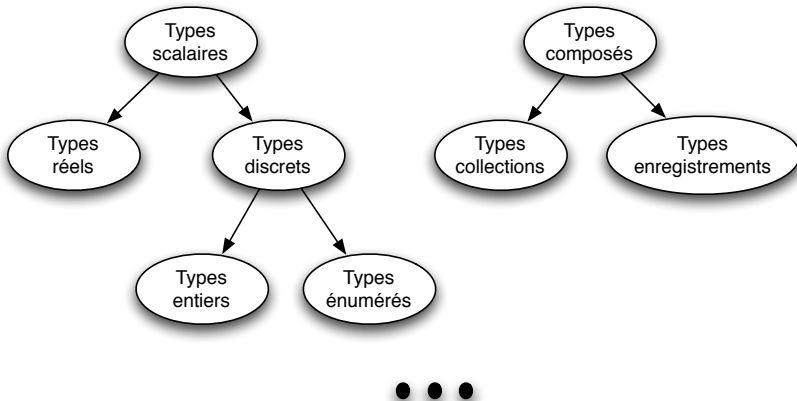 Types
scalaires
Types
composés
Types
réels
Types
discrets
Types
collections
Types
enregistrements
Types
entiers
Types
énumérés